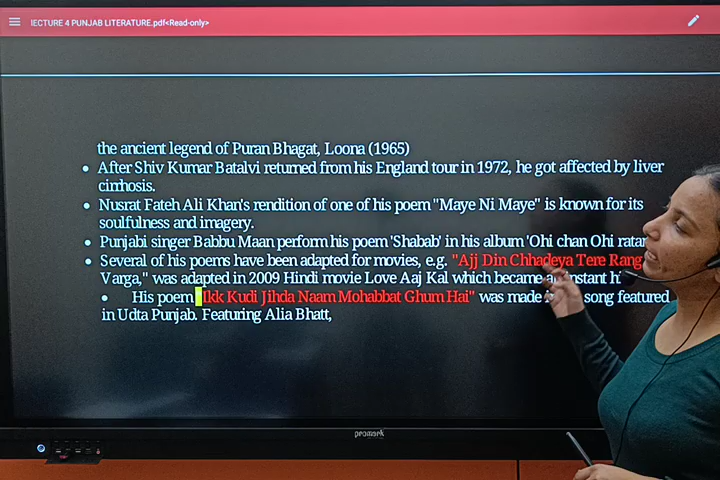 lECTURE 4 PUNJAB LITERATURE.pdf<Read-only>
the ancient legend of Puran Bhagat, Loona (1965)
• After Shiv Kumar Batalvi returned from his England tour in 1972, he got affected by liver
cirrhosis.
• Nusrat Fateh Ali Khan's rendition of one of his poem "Maye Ni Maye" is known for its
soulfulness and imagery.
• Punjabi singer Babbu Maan perform his poem 'Shabab' in his album 'Ohi chan Ohi
• Several of his poems have been adapted for movies, e.g. "Ajj Din Chhadeya Tere Rang
Varga," was adapted in 2009 Hindi movie Love Aaj Kal which became
• His poem Ikk Kudi Jihda Naam Mohabbat Ghum Hai" was made song featured
in Udta Punjab. Featuring Alia Bhatt,
promark